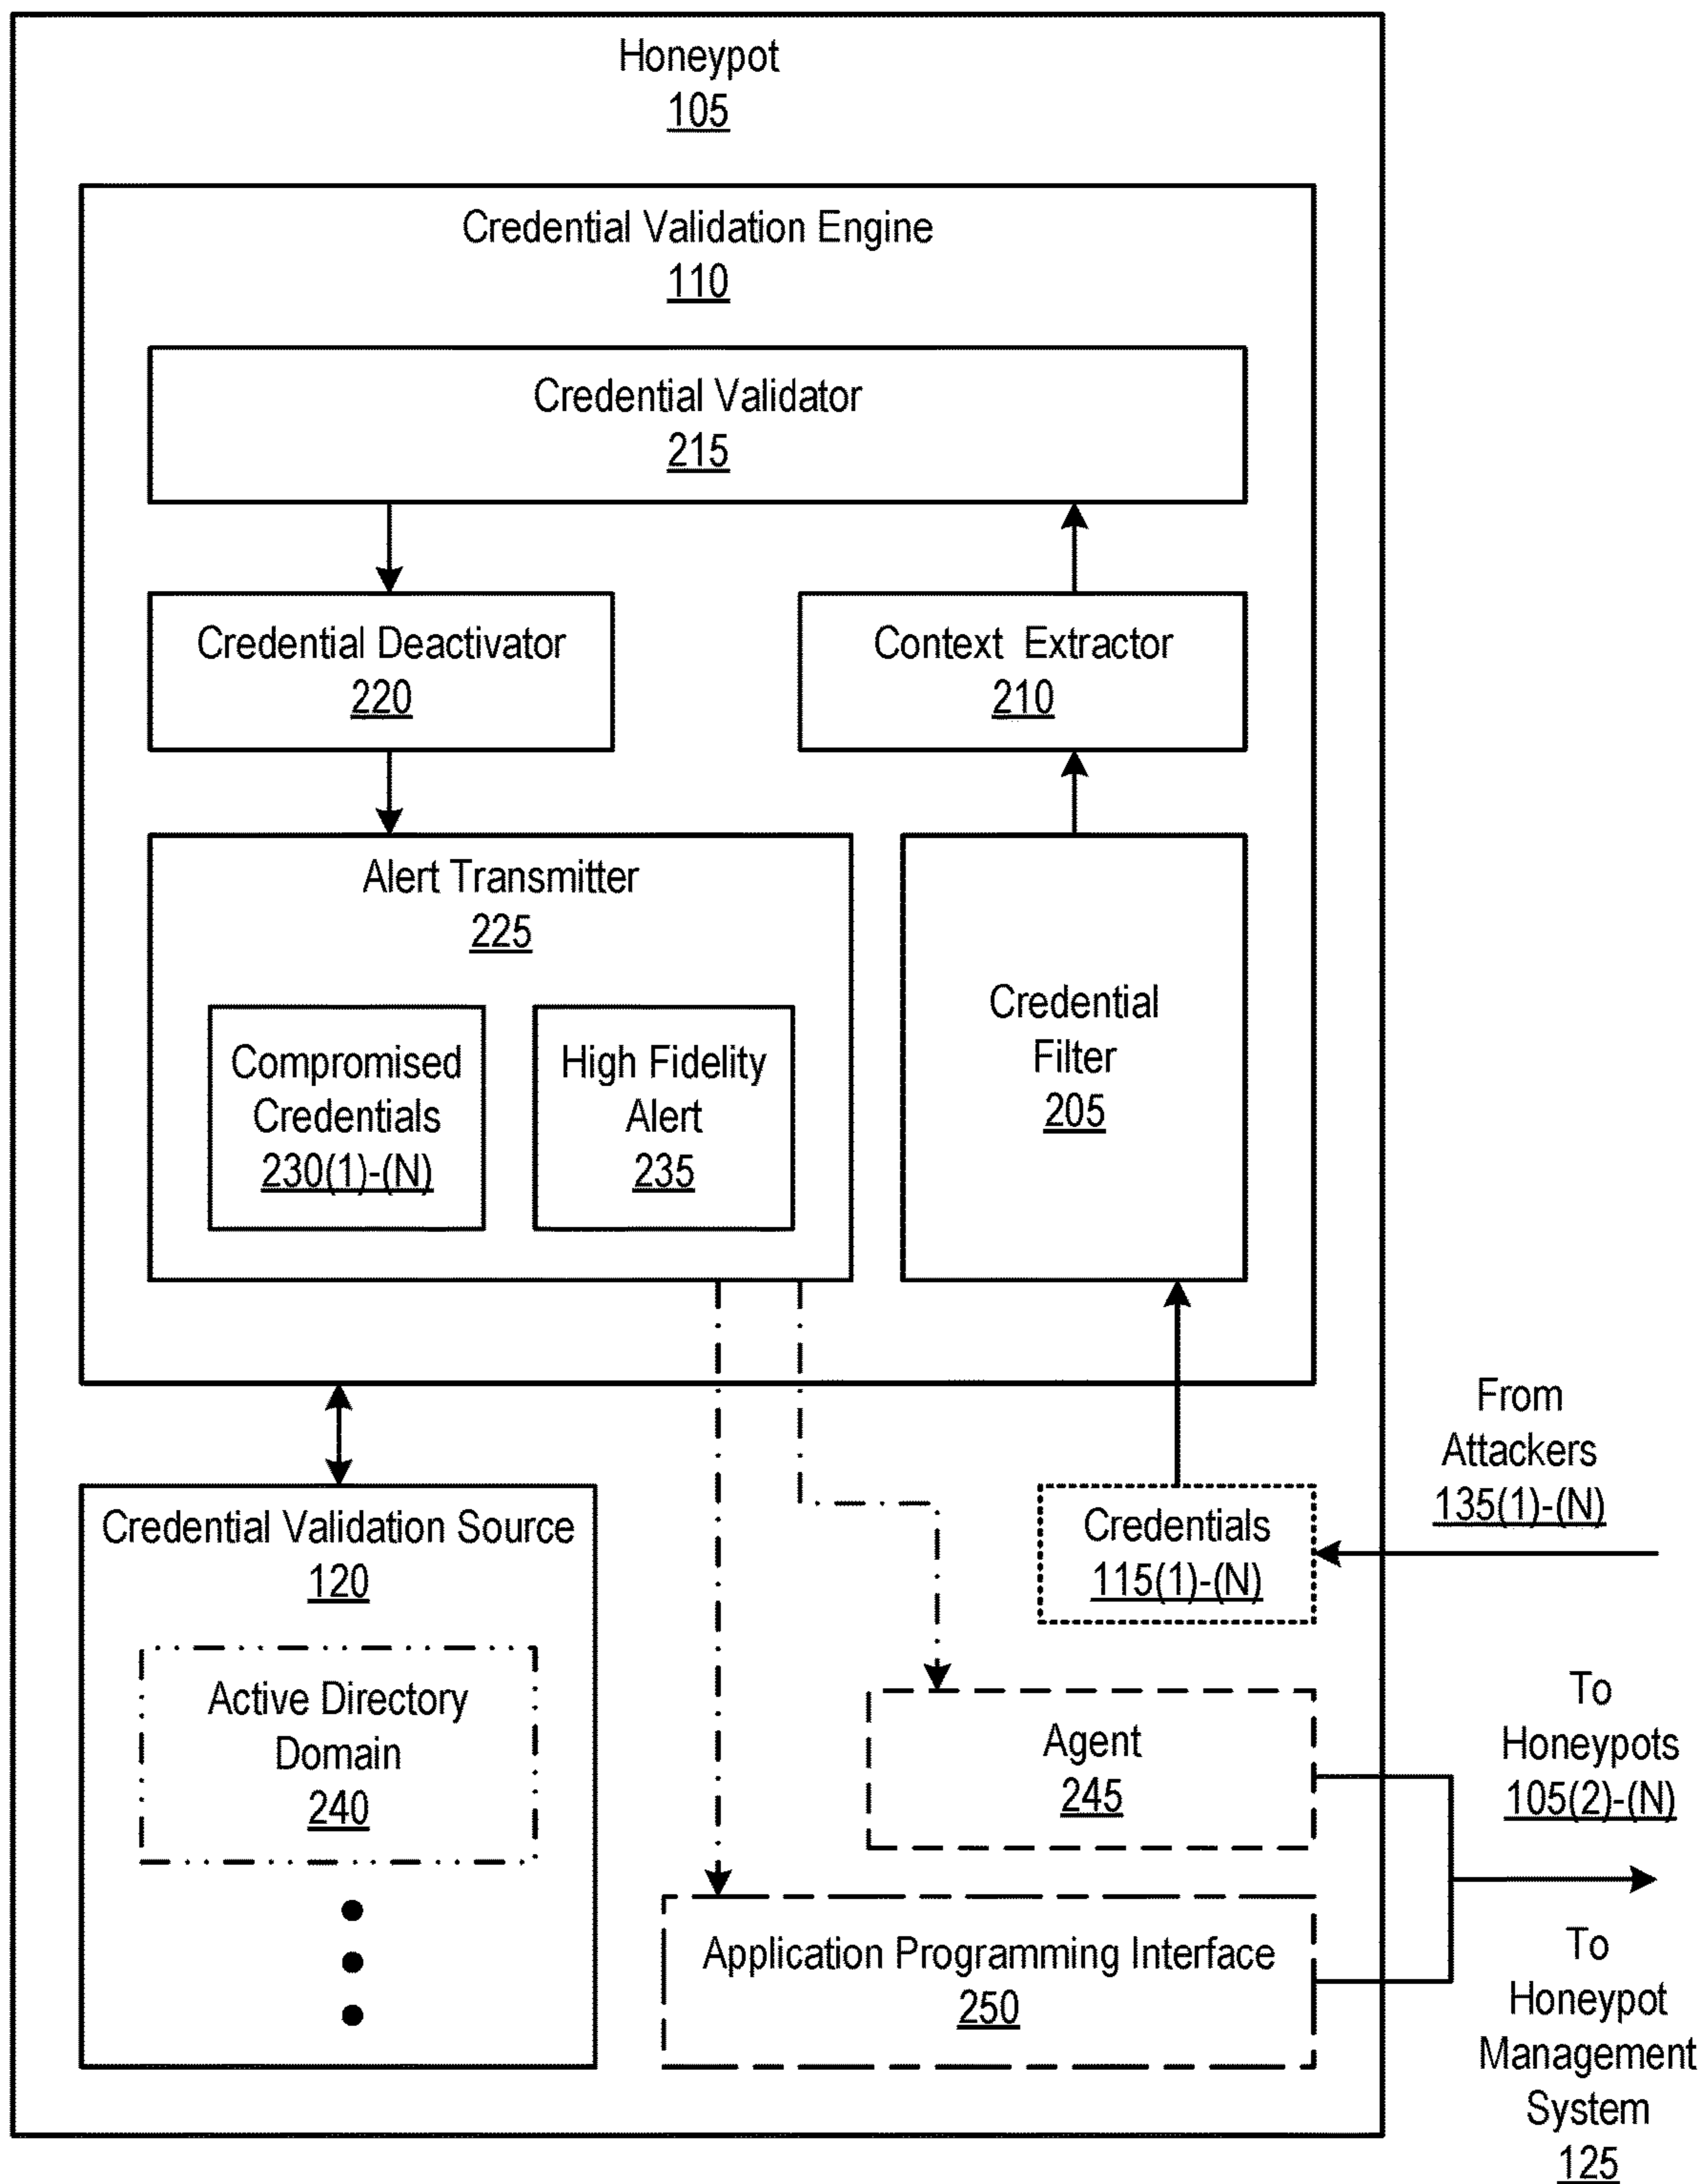 Honeypot
105
Credential Validation Engine
110
Credential Validator
215
Credential Deactivator
220
Context Extractor
210
Alert Transmitter
225
Compromised
Credentials
230(1)-(N)
High Fidelity
Alert
235
Credential
Filter
205
From
Attackers
135(1)-(N)
Credential Validation Source
120
Active Directory
Domain
240
Credentials
115(1)-(N)
Agent
245
To
Honeypots
105(2)-(N)
Application Programming Interface
250
To
Honeypot
Management
System
125